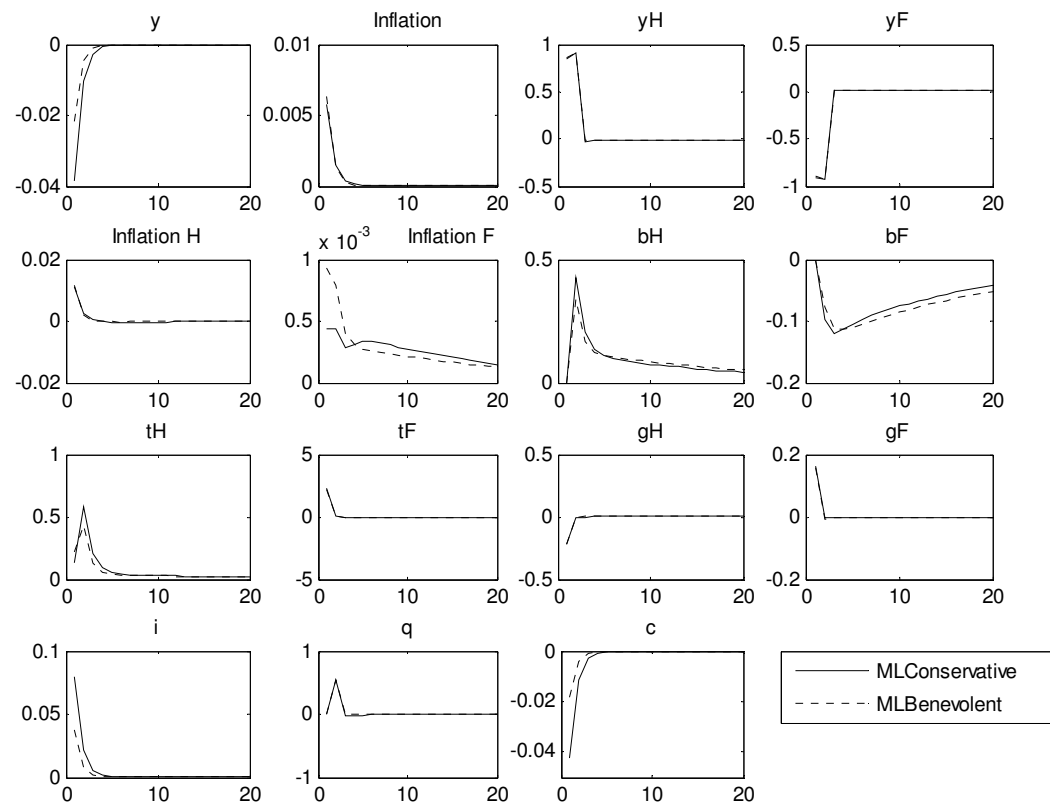 y Inflation yH yF
0 0.01 1 0.5
-0.02 0.005 0.5 0
0 -0.5
-0.04 0 -0.5 -1
0 10 20 0 10 20 0 10 20 0 10 20
Inflation H x 10^-3 Inflation F bH bF
0.02 1 0.5 0
0 0.5 -0.1
-0.02 0 0 -0.2
0 10 20 0 10 20 0 10 20 0 10 20
tH tF gH gF
1 5 0.5 0.2
0.5 0 0 0
0 -5 -0.5 -0.2
0 10 20 0 10 20 0 10 20 0 10 20
i q c
0.1 1 0
0.05 0 -0.02
-0.04
0 -1
0 10 20 0 10 20 0 10 20
MLConservative
MLBenevolent